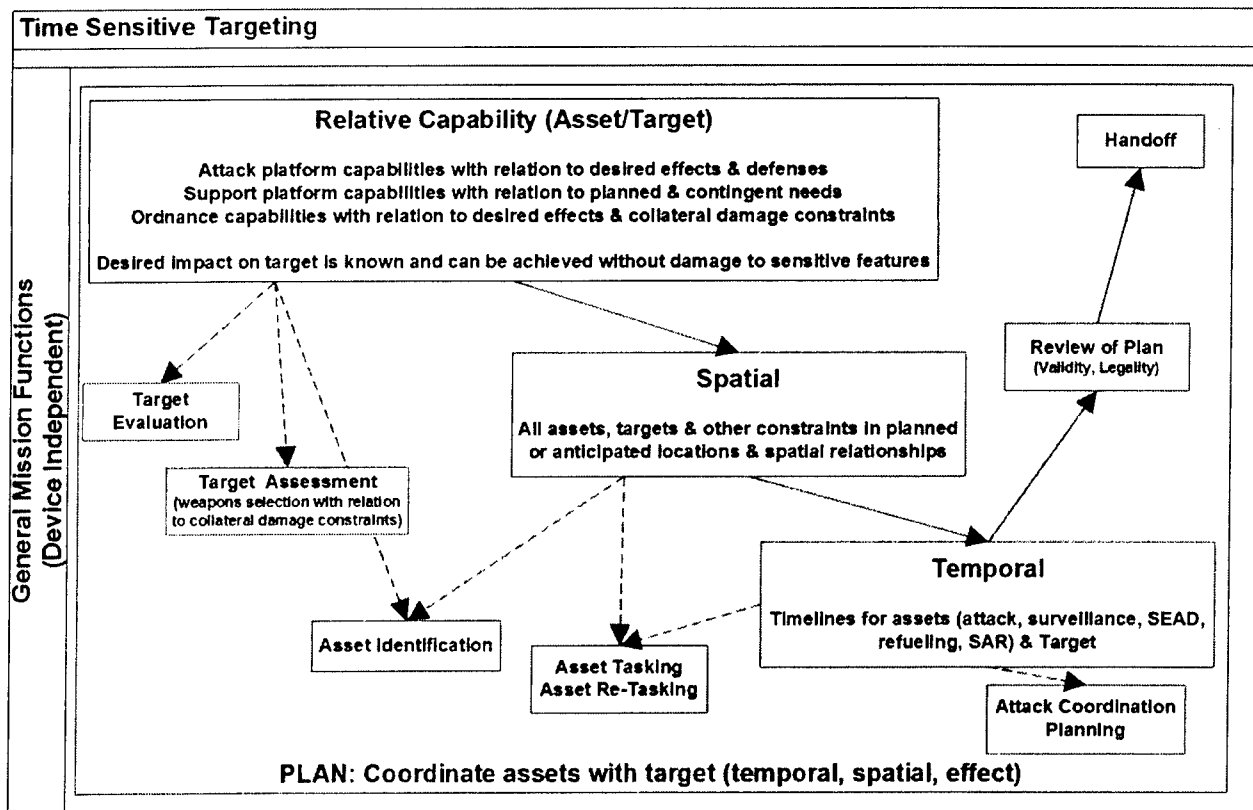 Time Sensitive Targeting
General Mission Functions
(Device Independent)
Relative Capability (Asset/Target)
Attack platform capabilities with relation to desired effects & defenses
Support platform capabilities with relation to planned & contingent needs
Ordnance capabilities with relation to desired effects & collateral damage constraints
Desired impact on target is known and can be achieved without damage to sensitive features
Handoff
Review of Plan
(Validity, Legality)
Target
Evaluation
Spatial
All assets, targets & other constraints in planned
or anticipated locations & spatial relationships
Target Assessment
(weapons selection with relation
to collateral damage constraints)
Temporal
Timelines for assets (attack, surveillance, SEAD,
refueling, SAR) & Target
Asset Identification
Asset Tasking
Asset Re-Tasking
Attack Coordination
Planning
PLAN: Coordinate assets with target (temporal, spatial, effect)